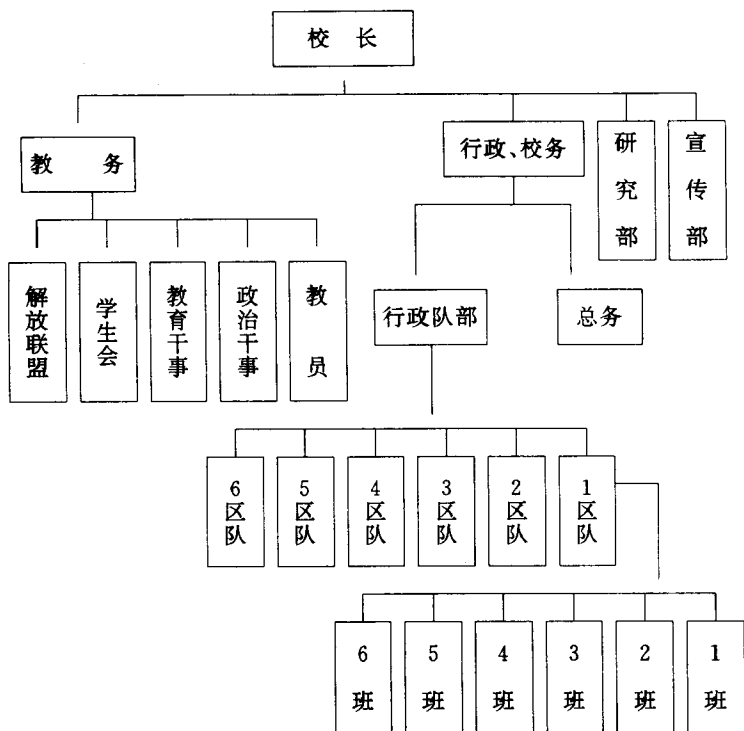 校 长
教 务
行政、校务
研究部
宣传部
解放联盟
学生会
教育干事
政治干事
教员
行政队部
总务
6区队
5区队
4区队
3区队
2区队
1区队
6班
5班
4班
3班
2班
1班